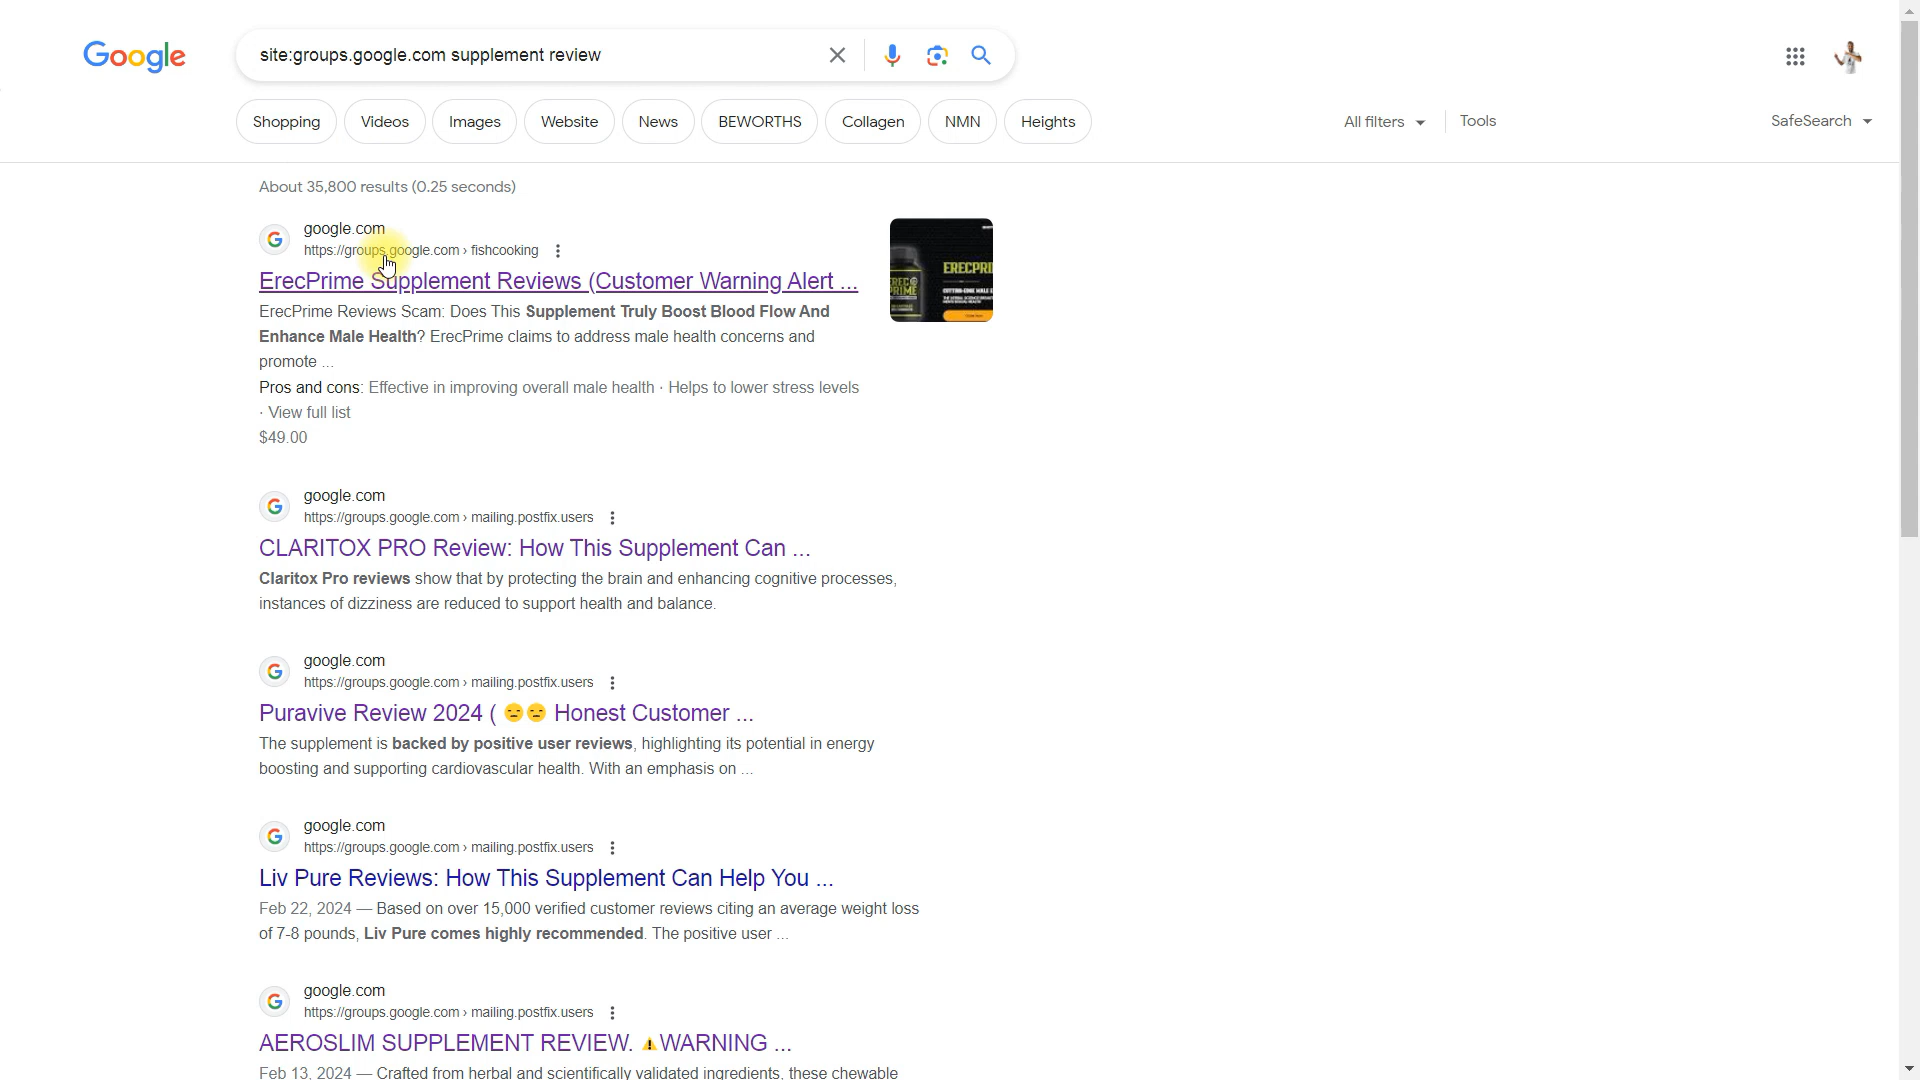 Google
site:groups.google.com supplement review
Shopping
Videos
Images
Website
News
BEWORTHS
Collagen
NMN
Heights
All filters
Tools
SafeSearch
About 35,800 results (0.25 seconds)
google.com
https://groups.google.com › fishcooking
ErecPrime Supplement Reviews (Customer Warning Alert ...
ErecPrime Reviews Scam: Does This Supplement Truly Boost Blood Flow And
Enhance Male Health? ErecPrime claims to address male health concerns and
promote ...
Pros and cons: Effective in improving overall male health · Helps to lower stress levels
· View full list
$49.00
google.com
https://groups.google.com › mailing.postfix.users
CLARITOX PRO Review: How This Supplement Can ...
Claritox Pro reviews show that by protecting the brain and enhancing cognitive processes,
instances of dizziness are reduced to support health and balance.
google.com
https://groups.google.com › mailing.postfix.users
Puravive Review 2024 ( 😑😑 Honest Customer ...
The supplement is backed by positive user reviews, highlighting its potential in energy
boosting and supporting cardiovascular health. With an emphasis on ...
google.com
https://groups.google.com › mailing.postfix.users
Liv Pure Reviews: How This Supplement Can Help You ...
Feb 22, 2024 — Based on over 15,000 verified customer reviews citing an average weight loss
of 7-8 pounds, Liv Pure comes highly recommended. The positive user ...
google.com
https://groups.google.com › mailing.postfix.users
AEROSLIM SUPPLEMENT REVIEW. ⚠️WARNING ...
Feb 13, 2024 — Crafted from herbal and scientifically validated ingredients, these chewable